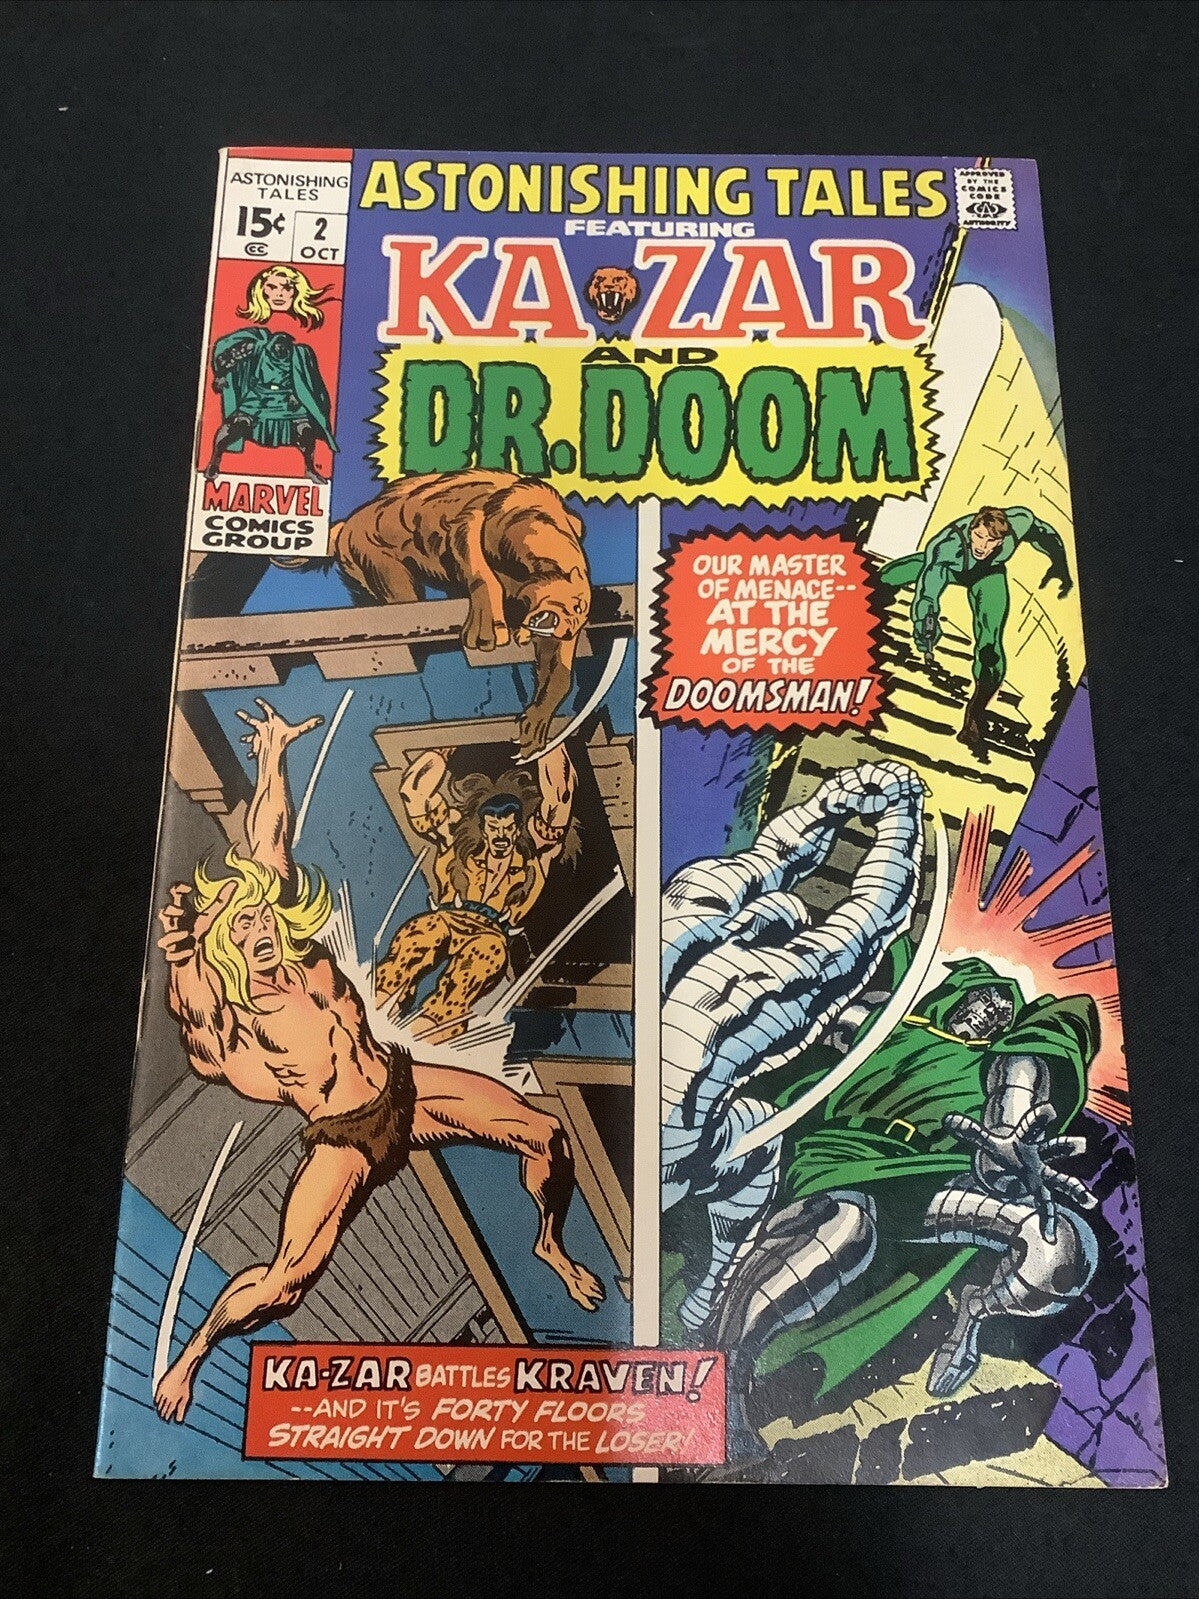 ASTONISHING
TALES
15¢
CC
2
OCT
MARVEL
COMICS
GROUP
ASTONISHING TALES
FEATURING
KA-ZAR
AND
DR. DOOM
APPROVED
BY THE
COMICS
CODE
CA
AUTHORITY
OUR MASTER
OF MENACE--
AT THE
MERCY
OF THE
DOOMSMAN!
KA-ZAR BATTLES KRAVEN!
--AND IT'S FORTY FLOORS
STRAIGHT DOWN FOR THE LOSER!